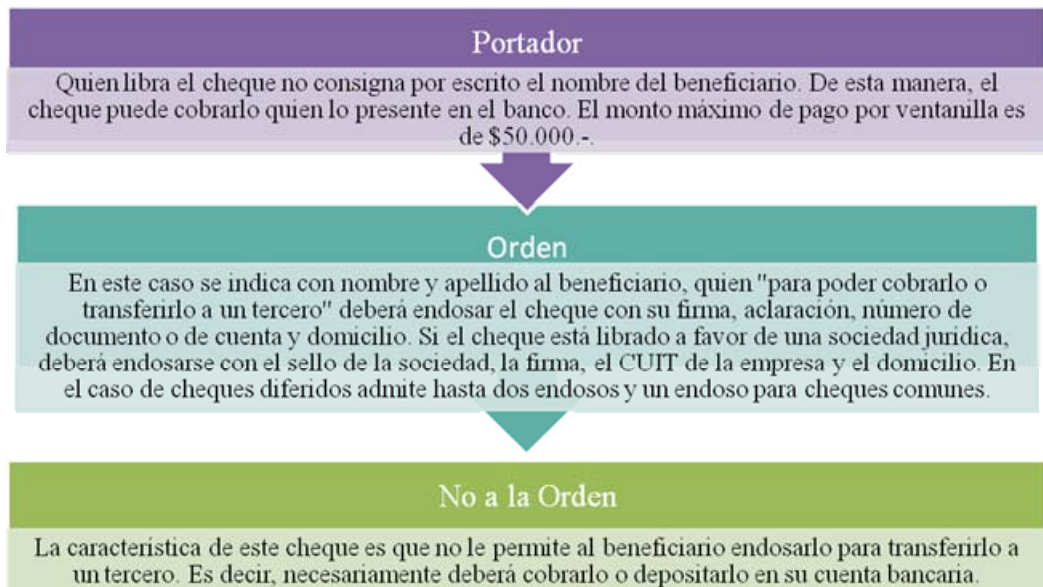 Portador
Quien libra el cheque no consigna por escrito el nombre del beneficiario. De esta manera, el
cheque puede cobrarlo quien lo presente en el banco. El monto máximo de pago por ventanilla es
de $50.000.-.
Orden
En este caso se indica con nombre y apellido al beneficiario, quien "para poder cobrarlo o
transferirlo a un tercero" deberá endosar el cheque con su firma, aclaración, número de
documento o de cuenta y domicilio. Si el cheque está librado a favor de una sociedad jurídica,
deberá endosarse con el sello de la sociedad, la firma, el CUIT de la empresa y el domicilio. En
el caso de cheques diferidos admite hasta dos endosos y un endoso para cheques comunes.
No a la Orden
La característica de este cheque es que no le permite al beneficiario endosarlo para transferirlo a
un tercero. Es decir, necesariamente deberá cobrarlo o depositarlo en su cuenta bancaria.